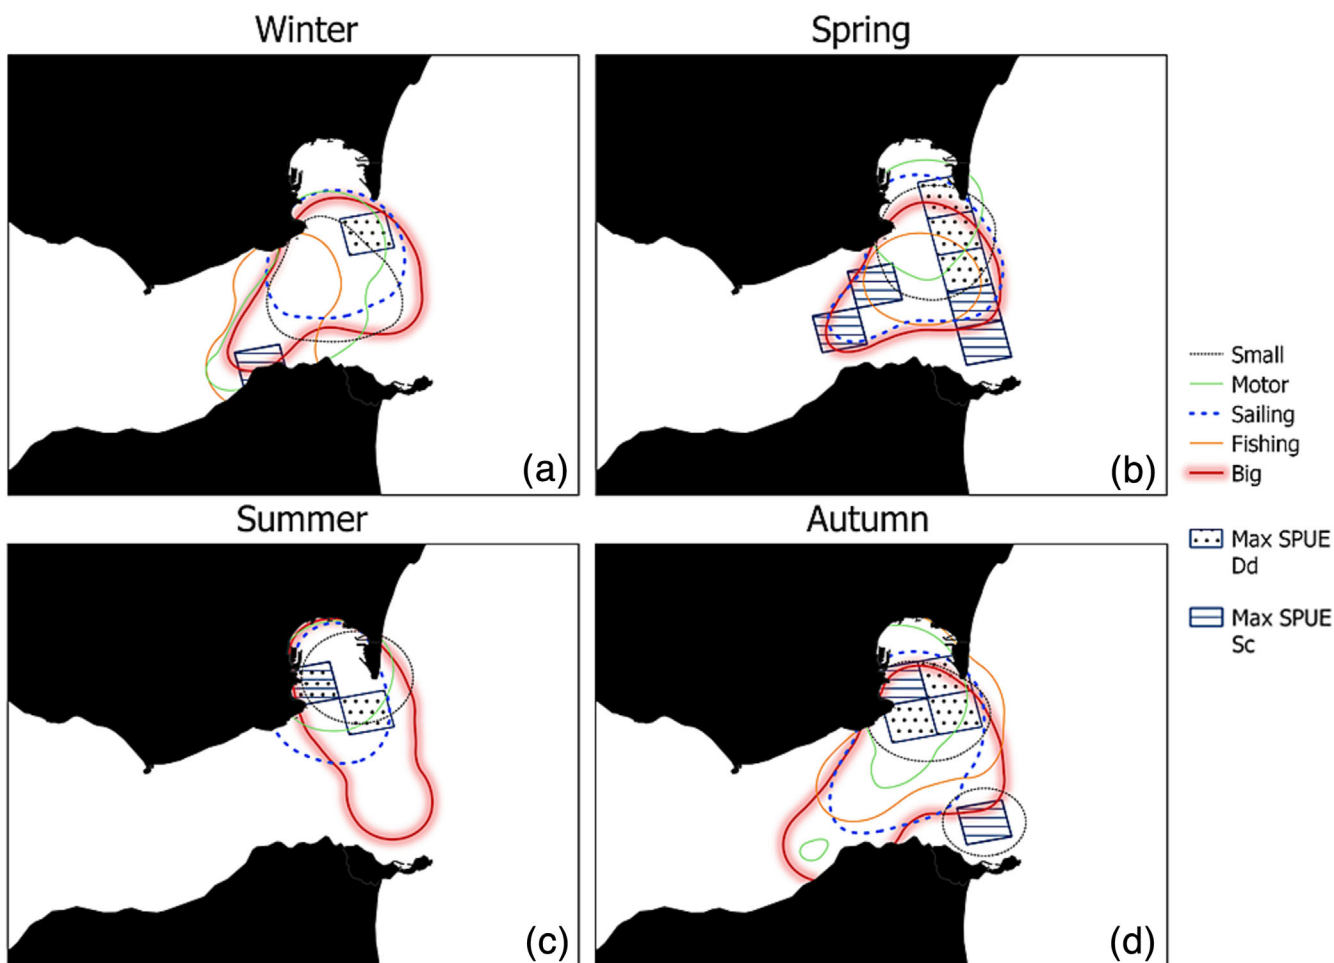 Winter
Spring
(a)
(b)
Small
Motor
Sailing
Fishing
Big
Summer
Autumn
Max SPUE
Dd
Max SPUE
Sc
(c)
(d)